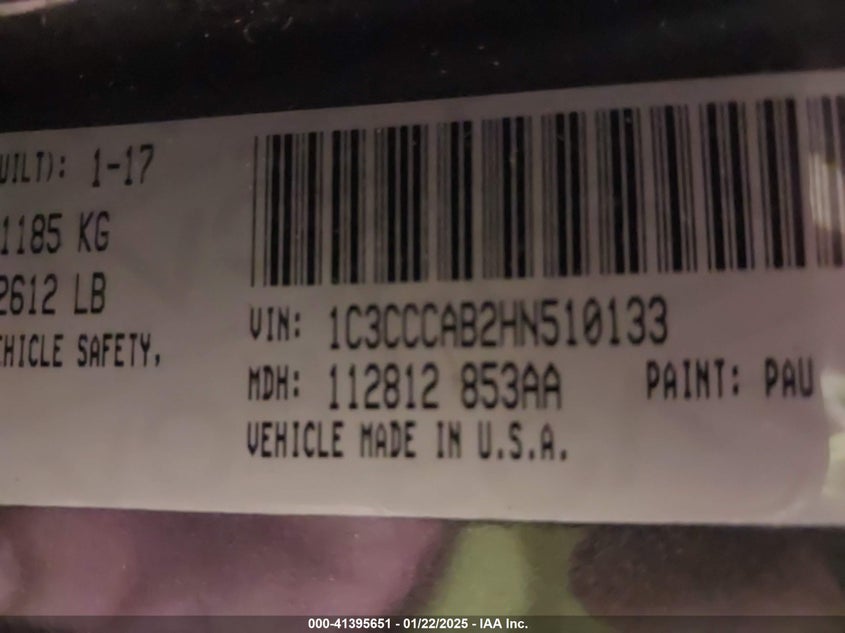 UILT): 1-17
1185 KG
2612 LB
EHICLE SAFETY,
VIN: 1C3CCCAB2HN510133
MDH: 112812 853AA PAINT: PAU
VEHICLE MADE IN U.S.A.
000-41395651 - 01/22/2025 - IAA Inc.